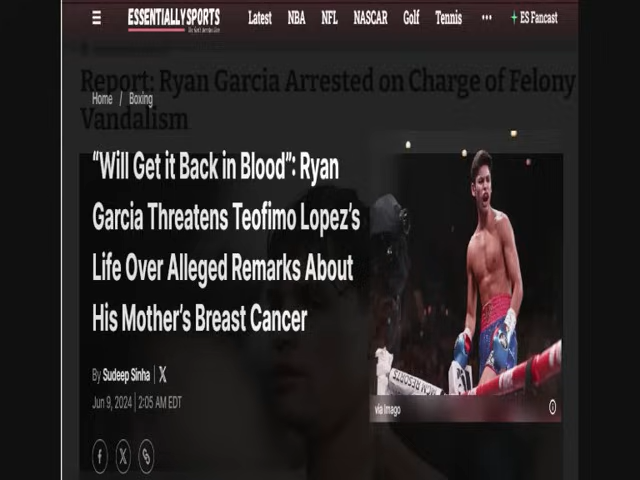 ESSENTIALLYSPORTS Latest NBA NFL NASCAR Golf Tennis ••• ES Fancast
Report: Ryan Garcia Arrested on Charge of Felony
Vandalism
Home / Boxing
“Will Get it Back in Blood”: Ryan
Garcia Threatens Teofimo Lopez’s
Life Over Alleged Remarks About
His Mother’s Breast Cancer
By Sudeep Sinha | X
Jun 9, 2024 | 2:05 AM EDT
MGM RESORTS
via Imago